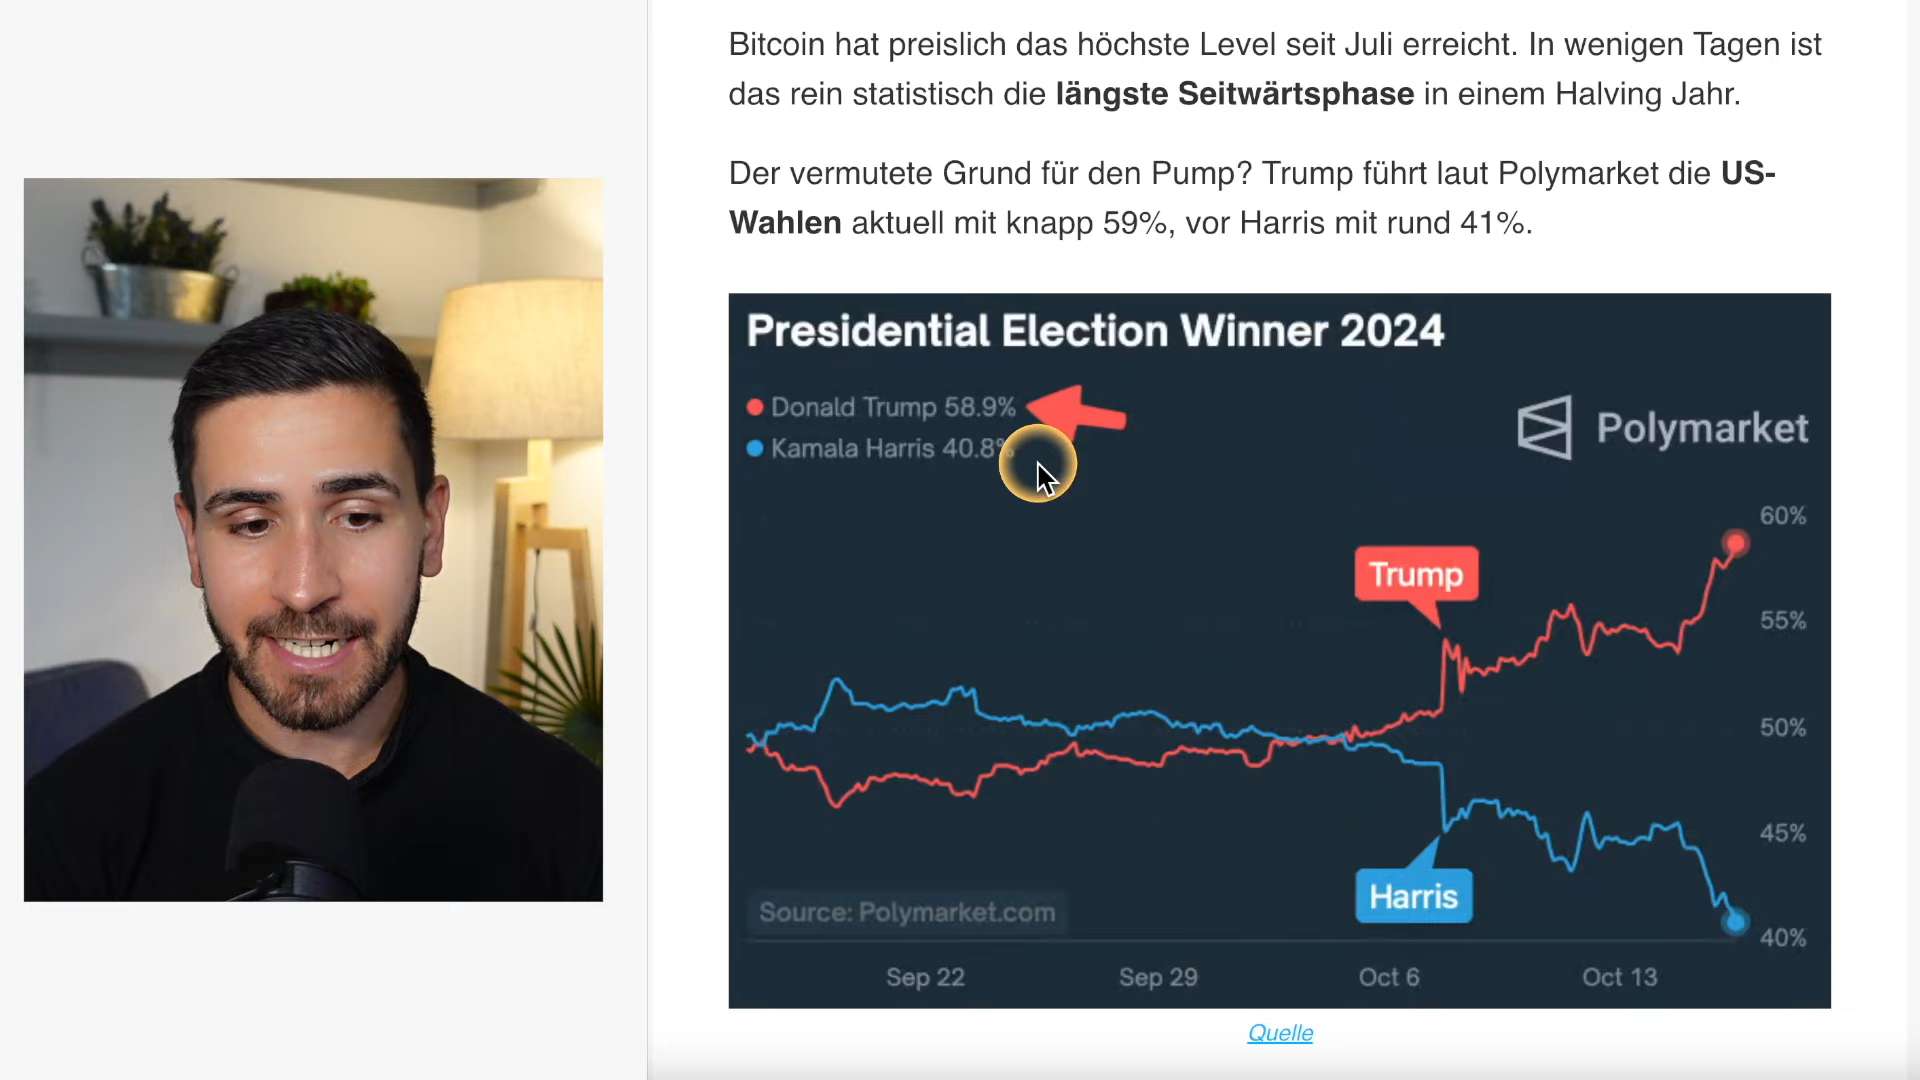 Bitcoin hat preislich das höchste Level seit Juli erreicht. In wenigen Tagen ist
das rein statistisch die längste Seitwärtsphase in einem Halving Jahr.
Der vermutete Grund für den Pump? Trump führt laut Polymarket die US-
Wahlen aktuell mit knapp 59%, vor Harris mit rund 41%.
Presidential Election Winner 2024
Donald Trump 58.9%
Kamala Harris 40.8%
Polymarket
60%
Trump
55%
50%
45%
Harris
Source: Polymarket.com
40%
Sep 22 Sep 29 Oct 6 Oct 13
Quelle